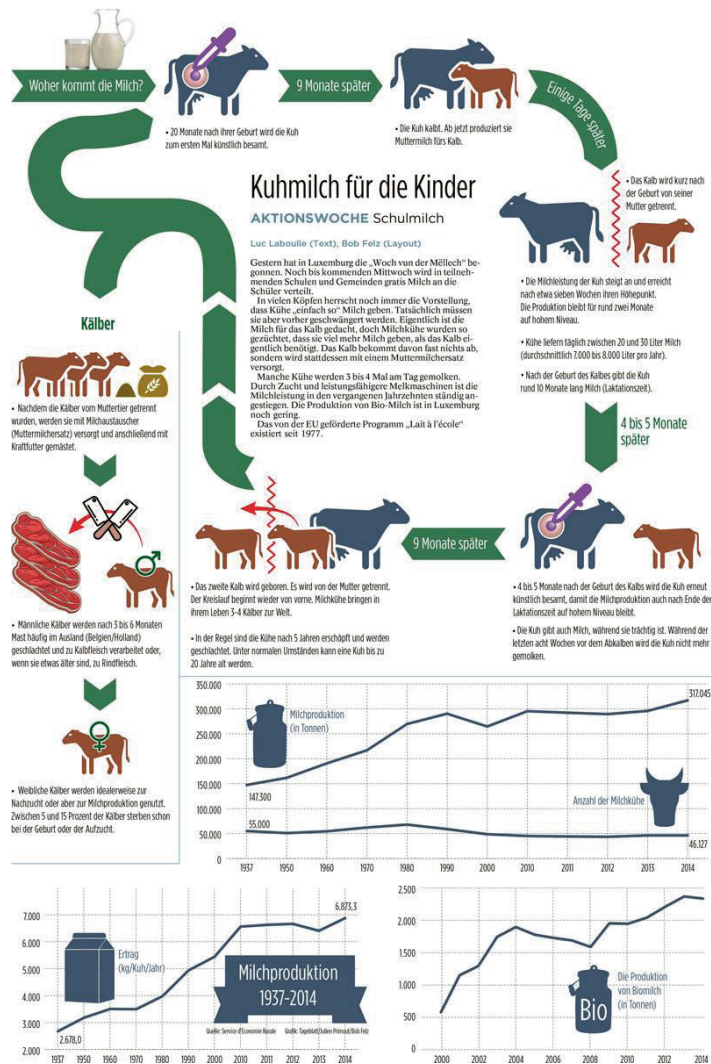 Woher kommt die Milch?
• 20 Monate nach ihrer Geburt wird die Kuh
zum ersten Mal künstlich besamt.
9 Monate später
• Die Kuh kalbt. Ab jetzt produziert sie
Muttermilch fürs Kalb.
Einige Tage später
• Das Kalb wird kurz nach
der Geburt von seiner
Mutter getrennt.
• Die Milchleistung der Kuh steigt an und erreicht
nach etwa sieben Wochen ihren Höhepunkt.
Die Produktion bleibt für rund zwei Monate
auf hohem Niveau.
• Kühe liefern täglich zwischen 20 und 30 Liter Milch
(durchschnittlich 7.000 bis 8.000 Liter pro Jahr).
• Nach der Geburt des Kalbes gibt die Kuh
rund 10 Monate lang Milch (Laktationszeit).
Kuhmilch für die Kinder
AKTIONSWOCHE Schulmilch
Luc Laboulle (Text), Bob Felz (Layout)
Gestern hat in Luxemburg die „Woch vun der Mëllech“ be-
gonnen. Noch bis kommenden Mittwoch wird in teilneh-
menden Schulen und Gemeinden gratis Milch an die
Schüler verteilt.
In vielen Köpfen herrscht noch immer die Vorstellung,
dass Kühe „einfach so“ Milch geben. Tatsächlich müssen
sie aber vorher geschwängert werden. Eigentlich ist die
Milch für das Kalb gedacht, doch Milchkühe wurden so
gezüchtet, dass sie viel mehr Milch geben, als das Kalb ei-
gentlich benötigt. Das Kalb bekommt davon fast nichts ab,
sondern wird stattdessen mit einem Muttermilchersatz
versorgt.
Manche Kühe werden 3 bis 4 Mal am Tag gemolken.
Durch Zucht und leistungsfähigere Melkmaschinen ist die
Milchleistung in den vergangenen Jahrzehnten ständig an-
gestiegen. Die Produktion von Bio-Milch ist in Luxemburg
noch gering.
Das von der EU geförderte Programm „Lait à l'école“
existiert seit 1977.
4 bis 5 Monate
später
• 4 bis 5 Monate nach der Geburt des Kalbs wird die Kuh erneut
künstlich besamt, damit die Milchproduktion auch nach Ende der
Laktationszeit auf hohem Niveau bleibt.
• Die Kuh gibt auch Milch, während sie trächtig ist. Während der
letzten acht Wochen vor dem Abkalben wird die Kuh nicht mehr
gemolken.
9 Monate später
• Das zweite Kalb wird geboren. Es wird von der Mutter getrennt.
Der Kreislauf beginnt wieder von vorne. Milchkühe bringen in
ihrem Leben 3-4 Kälber zur Welt.
• In der Regel sind die Kühe nach 5 Jahren erschöpft und werden
geschlachtet. Unter normalen Umständen kann eine Kuh bis zu
20 Jahre alt werden.
Kälber
• Nachdem die Kälber vom Muttertier getrennt
wurden, werden sie mit Milchaustauscher
(Muttermilchersatz) versorgt und anschließend mit
Kraftfutter gemästet.
• Männliche Kälber werden nach 3 bis 6 Monaten
Mast häufig im Ausland (Belgien/Holland)
geschlachtet und zu Kalbfleisch verarbeitet oder,
wenn sie etwas älter sind, zu Rindfleisch.
• Weibliche Kälber werden idealerweise zur
Nachzucht oder aber zur Milchproduktion genutzt.
Zwischen 5 und 15 Prozent der Kälber sterben schon
bei der Geburt oder der Aufzucht.
350.000
300.000
250.000
200.000
150.000
100.000
50.000
0
Milchproduktion
(in Tonnen)
317.045
147.300
55.000
Anzahl der Milchkühe
46.127
1937 1950 1960 1970 1980 1990 2000 2010 2011 2012 2013 2014
7.000
6.000
5.000
4.000
3.000
2.000
Ertrag
(kg/Kuh/Jahr)
6.873,3
2.678,0
Milchproduktion
1937-2014
Quelle: Service d'Economie Rurale Grafik: Tageblatt/Julien Primout/Bob Felz
1937 1950 1960 1970 1980 1990 2000 2010 2011 2012 2013 2014
2.500
2.000
1.500
1.000
500
0
Bio
Die Produktion
von Biomilch
(in Tonnen)
2000 2002 2004 2006 2008 2010 2012 2014